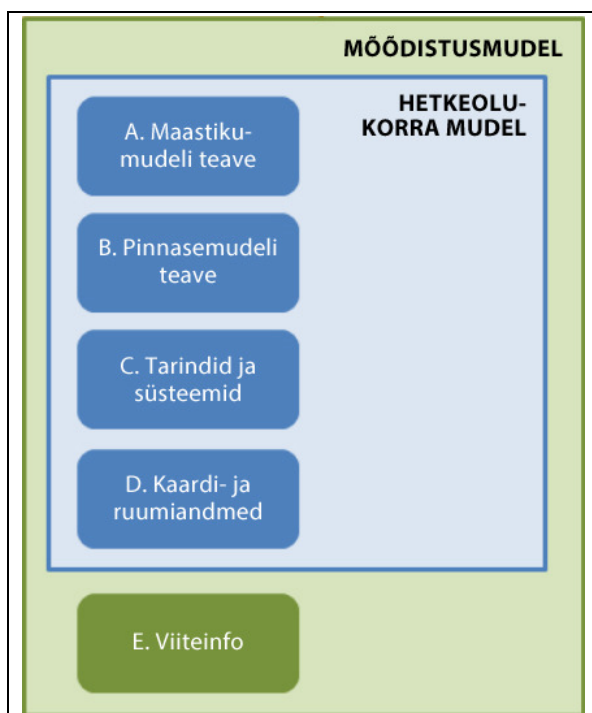 MÕÕDISTUSMUDEL
HETKEOLU-
KORRA MUDEL
A. Maastiku-
mudeli teave
B. Pinnasemudeli
teave
C. Tarindid ja
süsteemid
D. Kaardi- ja
ruumiandmed
E. Viiteinfo